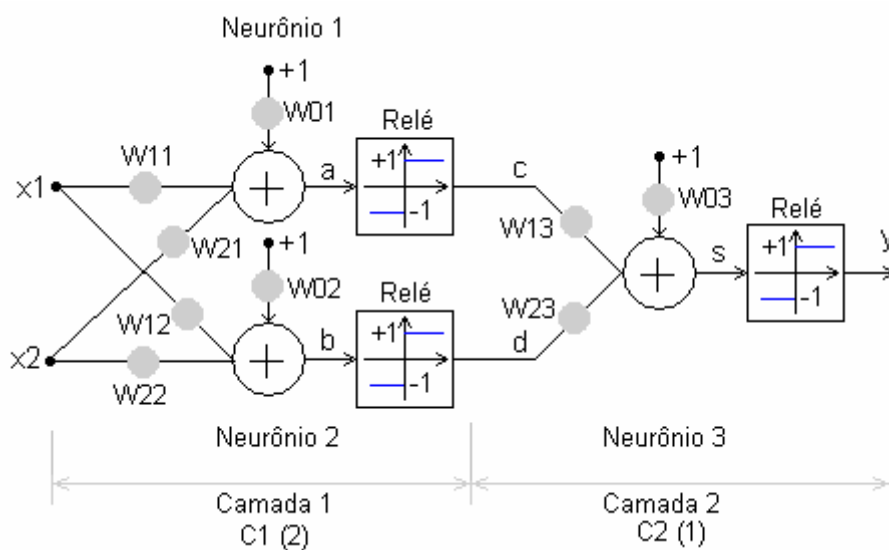 Neurônio 1
+1
W01
Relé
+1
-1
W11
x1
a
c
W21
+1
W02
W12
x2
W22
b
Relé
+1
-1
d
W13
W23
+1
W03
s
Relé
+1
-1
y
Neurônio 2
Neurônio 3
Camada 1
C1 (2)
Camada 2
C2 (1)